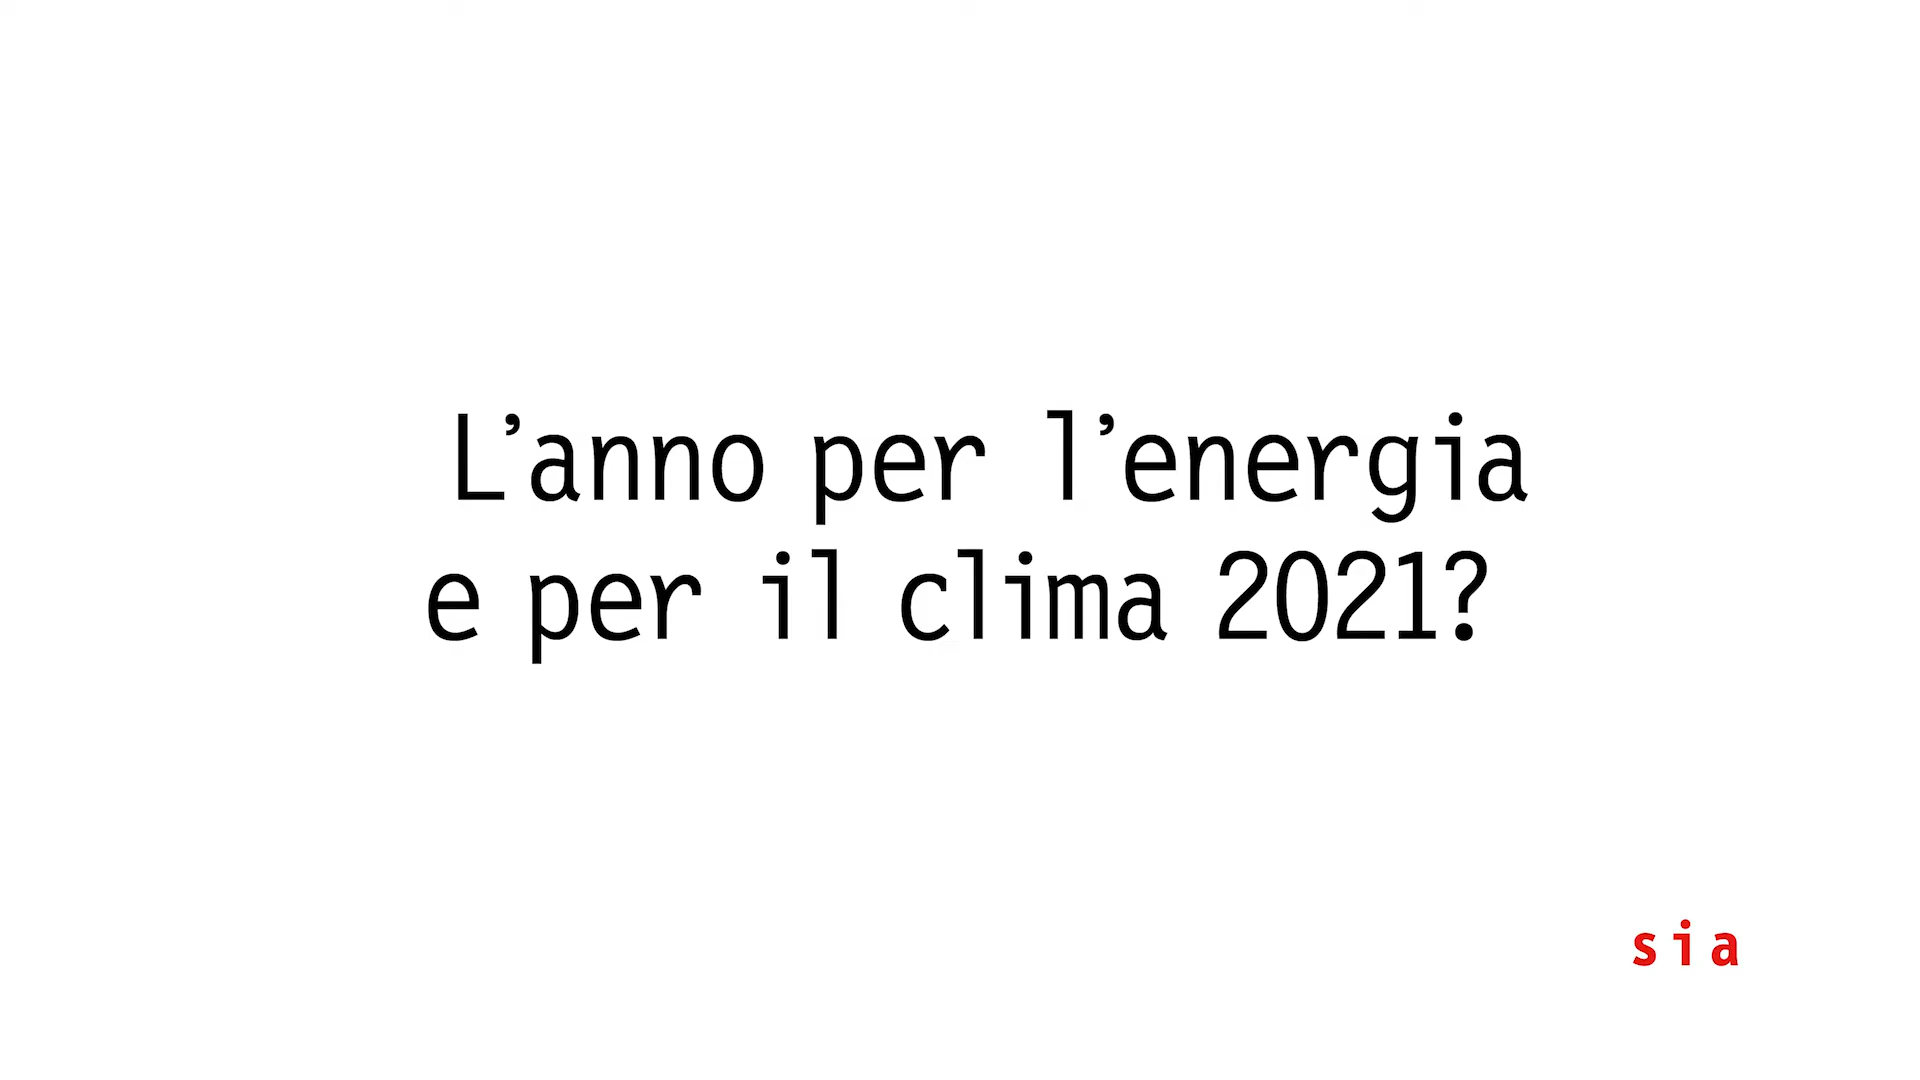 L’anno per l’energia
e per il clima 2021?
sia